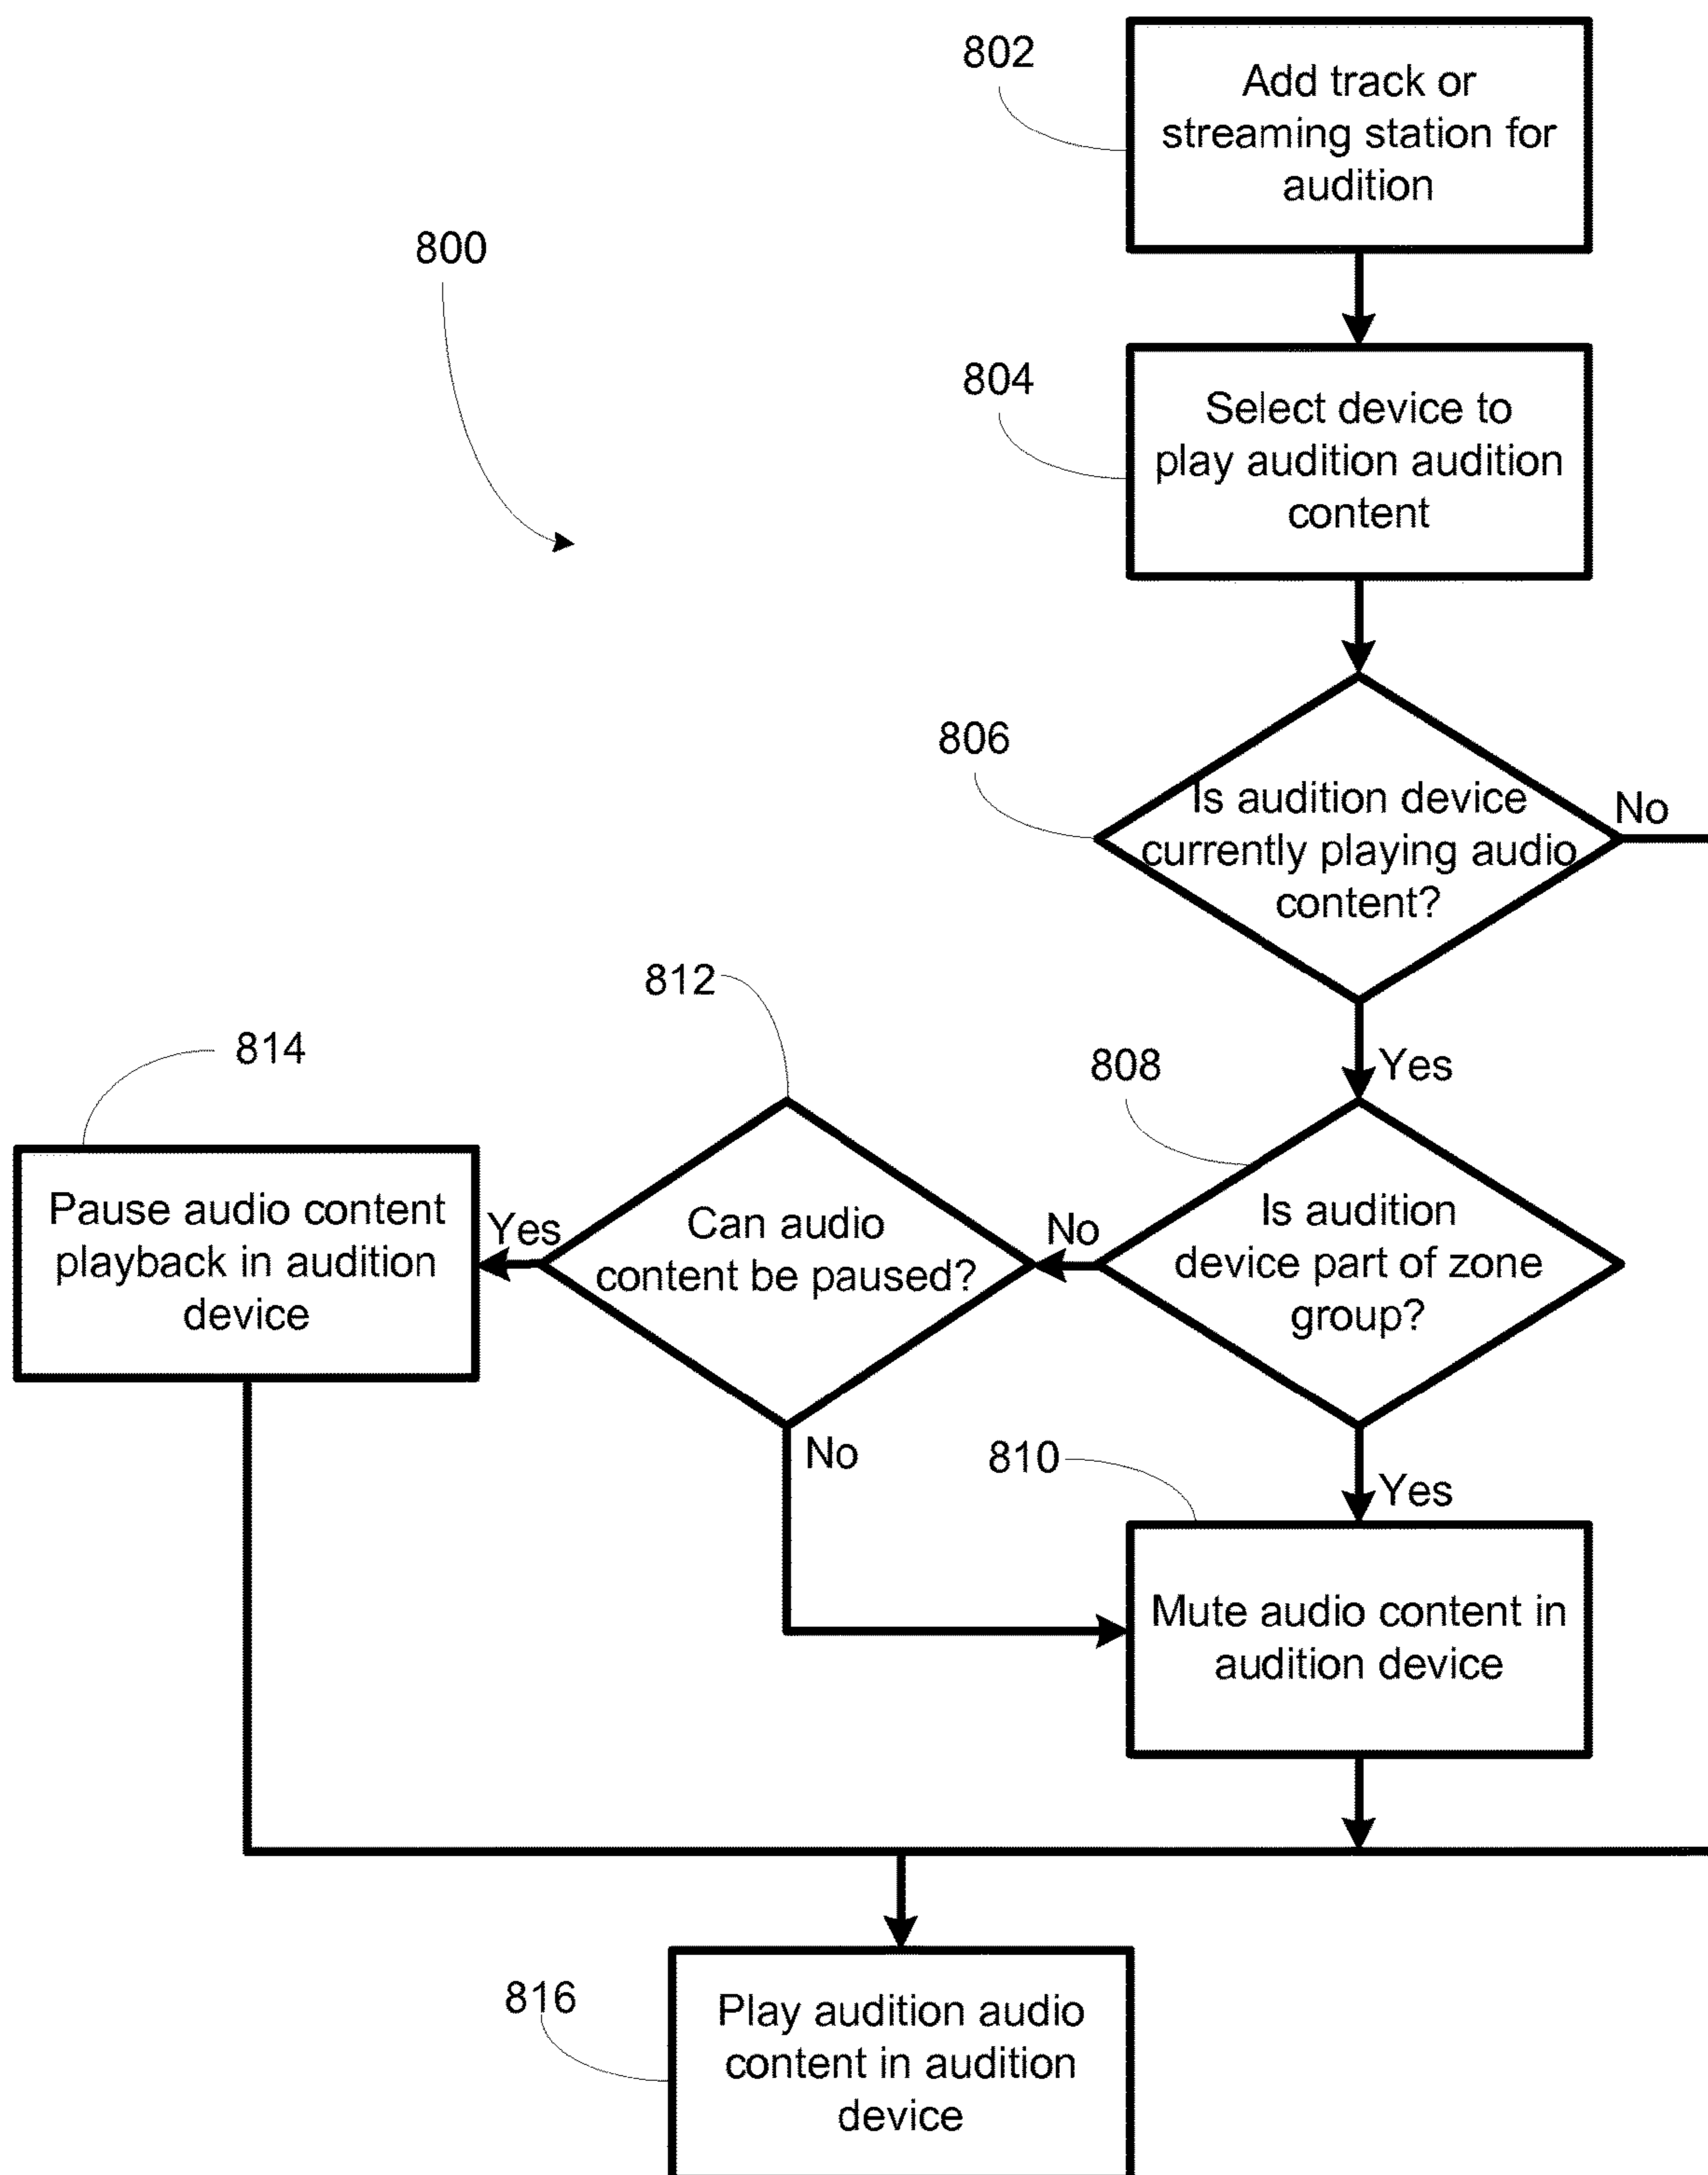 802
Add track or
streaming station for
audition
800
804
Select device to
play audition audition
content
806
Is audition device
currently playing audio
content?
No
Yes
812
814
808
Pause audio content
playback in audition
device
Yes
Can audio
content be paused?
No
Is audition
device part of zone
group?
No
810
Yes
Mute audio content in
audition device
816
Play audition audio
content in audition
device